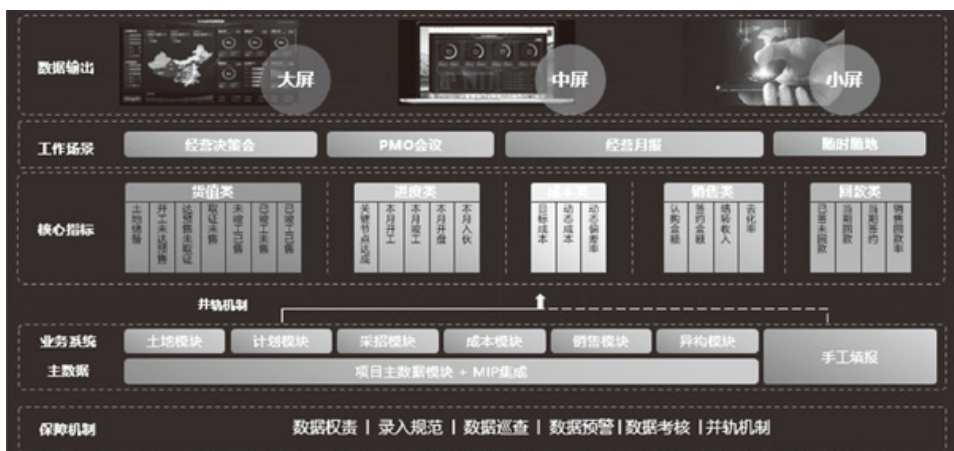 数据输出
大屏
中屏
小屏
工作场景
经营决策会
PMO会议
经营月报
随时随地
核心指标
货值类
土地储备
开工未达预售
达预售未取证
取证未售
未竣工已售
已竣工未售
已竣工已售
进度类
关键节点达成
本月开工
本月竣工
本月开盘
本月入伙
成本类
目标成本
动态成本
动态偏差率
销售类
认购金额
签约金额
结转收入
去化率
回款类
已签未回款
当期回款
当期签约
销售回款率
并轨机制
业务系统
土地模块
计划模块
采招模块
成本模块
销售模块
异构模块
手工填报
主数据
项目主数据模块 + MIP集成
保障机制
数据权责 | 录入规范 | 数据巡查 | 数据预警 | 数据考核 | 并轨机制